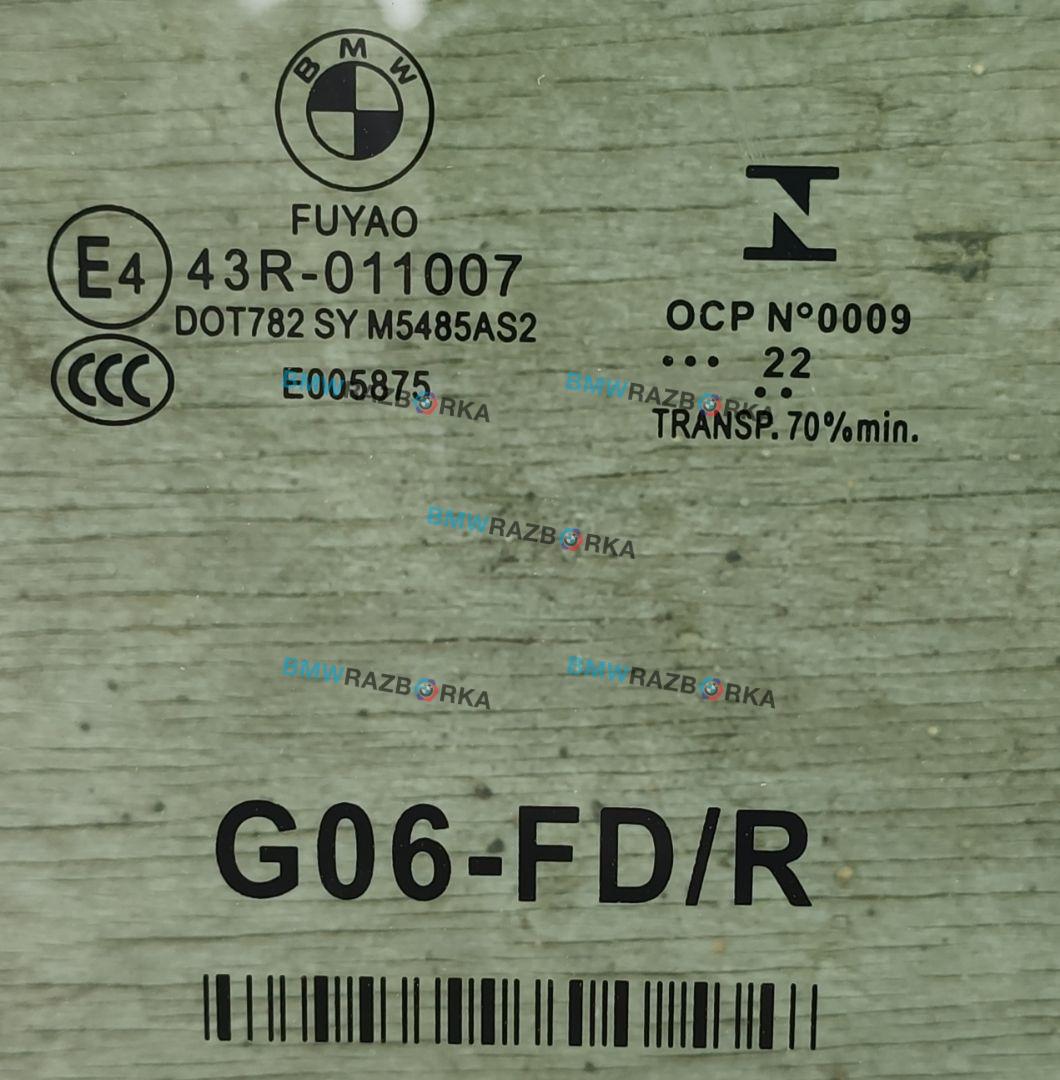 BMW
FUYAO
E4 43R-011007
DOT782 SY M5485AS2
CCC
E005875
OCP Nº0009
••• 22
••
TRANSP. 70%min.
BMWRAZBORKA
BMWRAZBORKA
BMWRAZBORKA
BMWRAZBORKA
BMWRAZBORKA
G06-FD/R